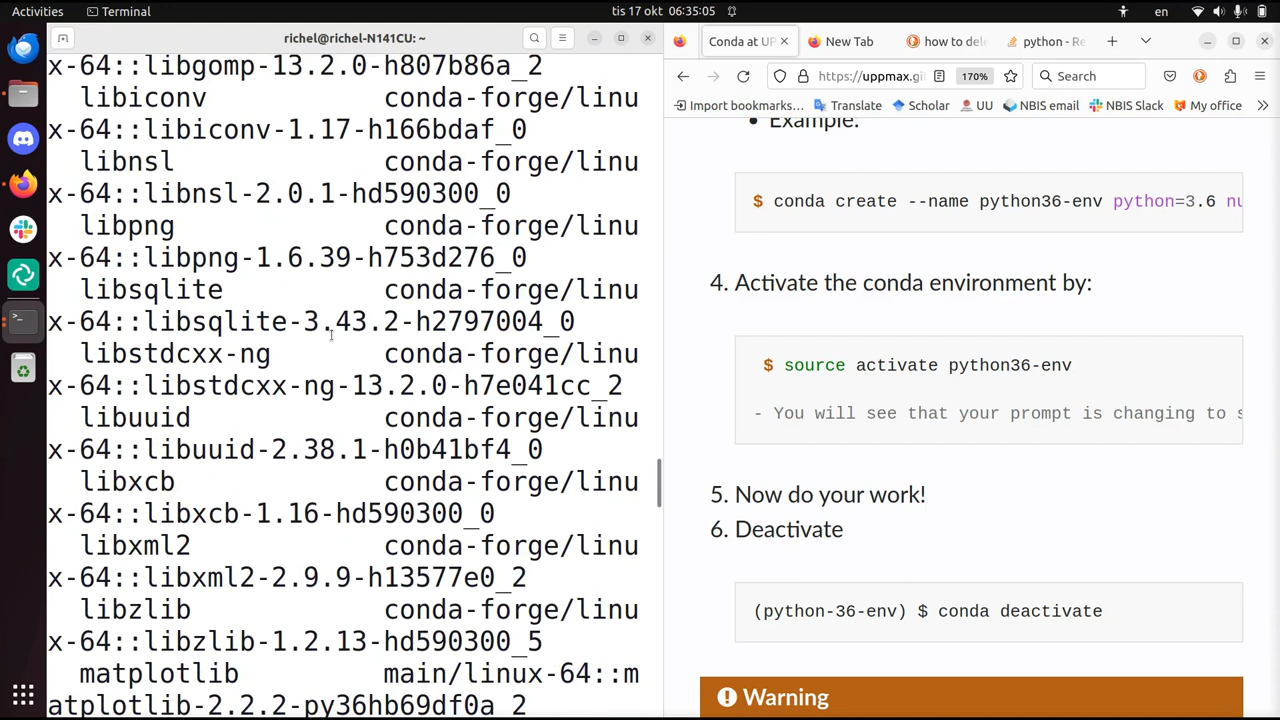 Activities
Terminal
tis 17 okt 06:35:05
en
richel@richel-N141CU: ~
x-64::libgomp-13.2.0-h807b86a_2
libiconv conda-forge/linu
x-64::libiconv-1.17-h166bdaf_0
libnsl conda-forge/linu
x-64::libnsl-2.0.1-hd590300_0
libpng conda-forge/linu
x-64::libpng-1.6.39-h753d276_0
libsqlite conda-forge/linu
x-64::libsqlite-3.43.2-h2797004_0
libstdcxx-ng conda-forge/linu
x-64::libstdcxx-ng-13.2.0-h7e041cc_2
libuuid conda-forge/linu
x-64::libuuid-2.38.1-h0b41bf4_0
libxcb conda-forge/linu
x-64::libxcb-1.16-hd590300_0
libxml2 conda-forge/linu
x-64::libxml2-2.9.9-h13577e0_2
libzlib conda-forge/linu
x-64::libzlib-1.2.13-hd590300_5
matplotlib main/linux-64::m
atplotlib-2.2.2-py36hb69df0a_2
Conda at UP
New Tab
how to dele
python - Re
https://uppmax.gi
170%
Search
Import bookmarks…
Translate
Scholar
UU
NBIS email
NBIS Slack
My office
• Example:
$ conda create --name python36-env python=3.6 nu
4. Activate the conda environment by:
$ source activate python36-env
- You will see that your prompt is changing to s
5. Now do your work!
6. Deactivate
(python-36-env) $ conda deactivate
Warning